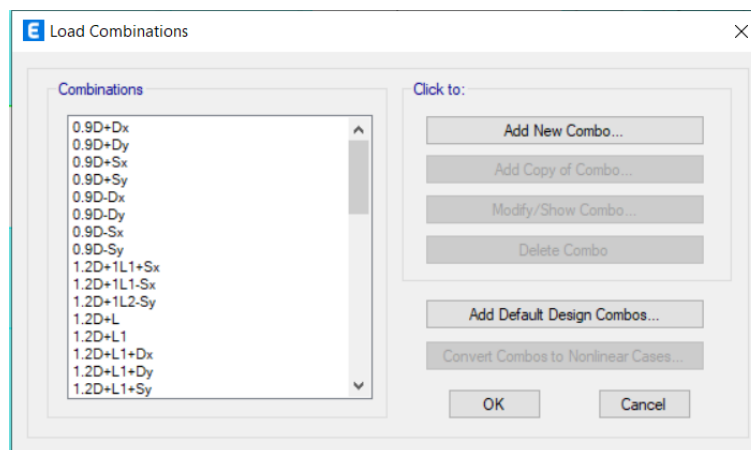 E Load Combinations
Combinations
0.9D+Dx
0.9D+Dy
0.9D+Sx
0.9D+Sy
0.9D-Dx
0.9D-Dy
0.9D-Sx
0.9D-Sy
1.2D+1L1+Sx
1.2D+1L1-Sx
1.2D+1L2-Sy
1.2D+L
1.2D+L1
1.2D+L1+Dx
1.2D+L1+Dy
1.2D+L1+Sy
Click to:
Add New Combo...
Add Copy of Combo...
Modify/Show Combo...
Delete Combo
Add Default Design Combos...
Convert Combos to Nonlinear Cases...
OK Cancel